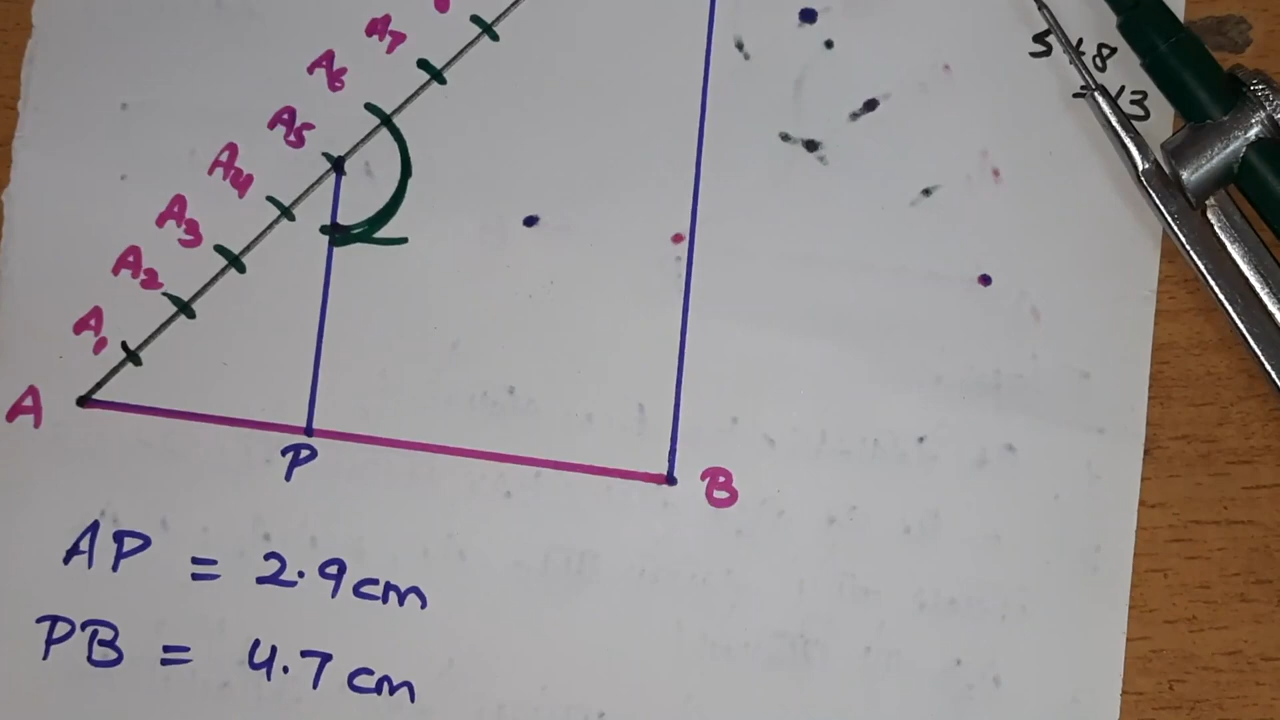 A7
A6
A5
A4
A3
A2
A1
A
P
B
5+8
=13
AP = 2.9cm
PB = 4.7cm